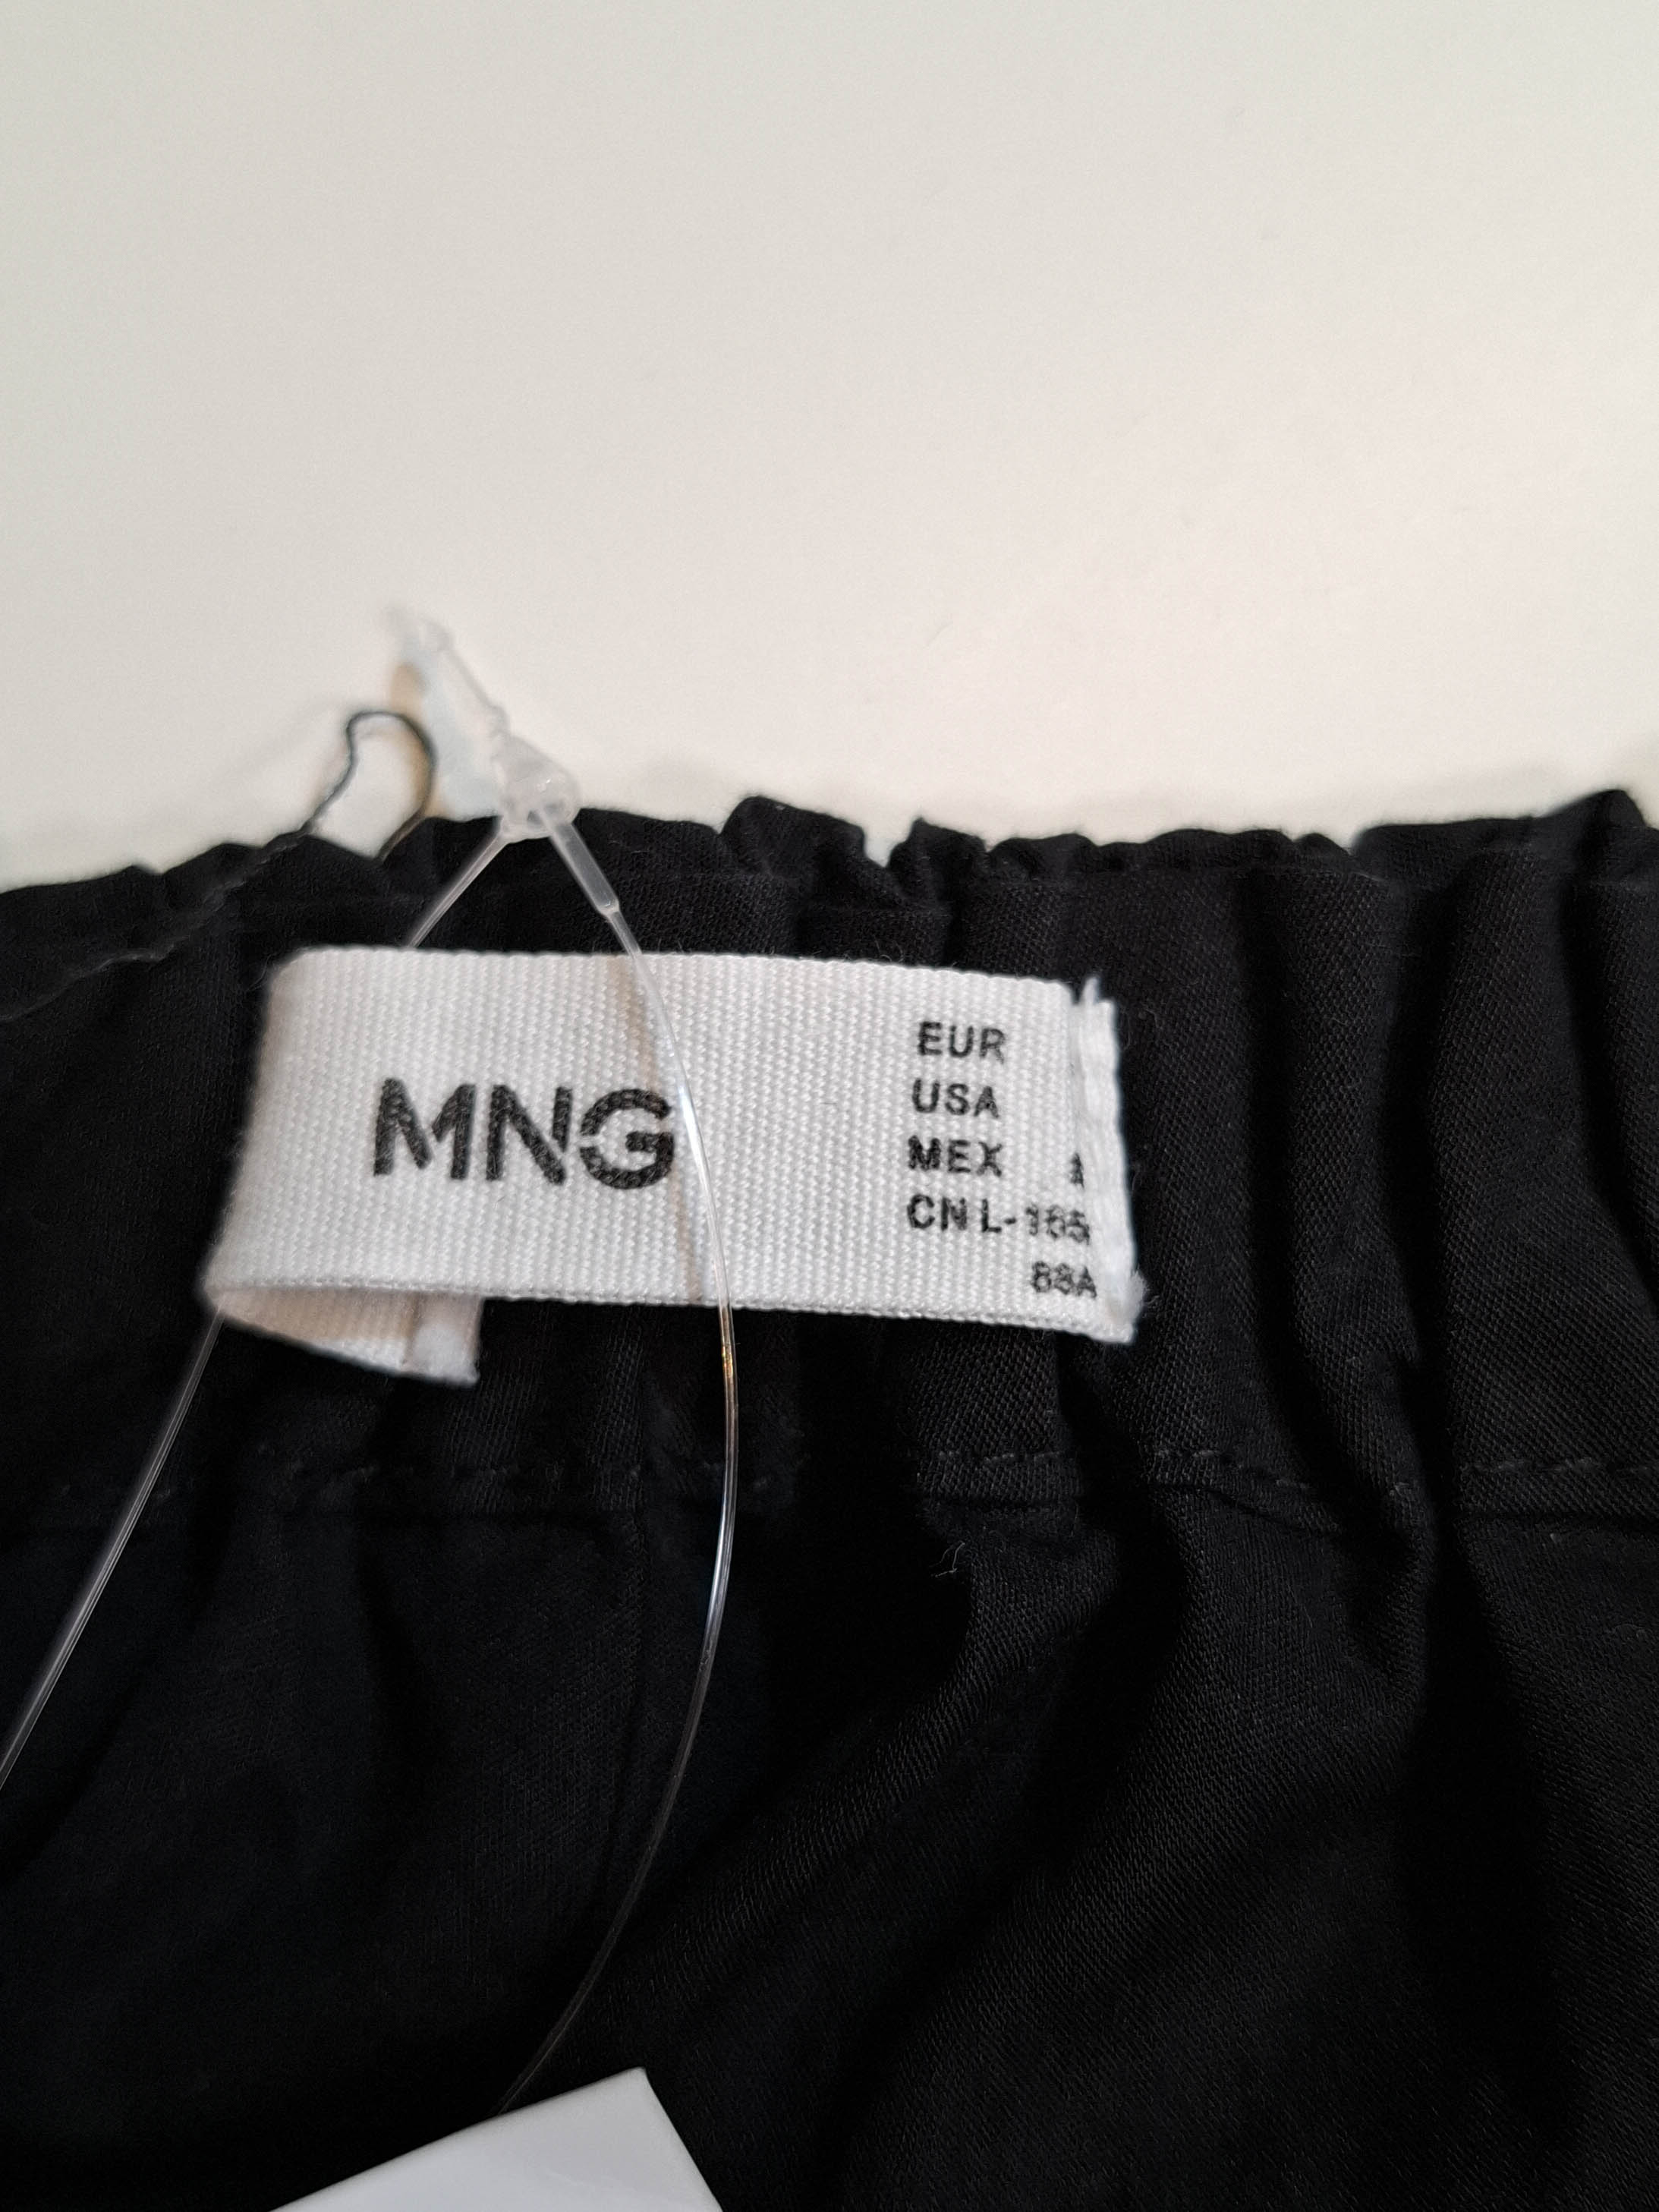 MNG
EUR
USA
MEX
CN L-165
88A